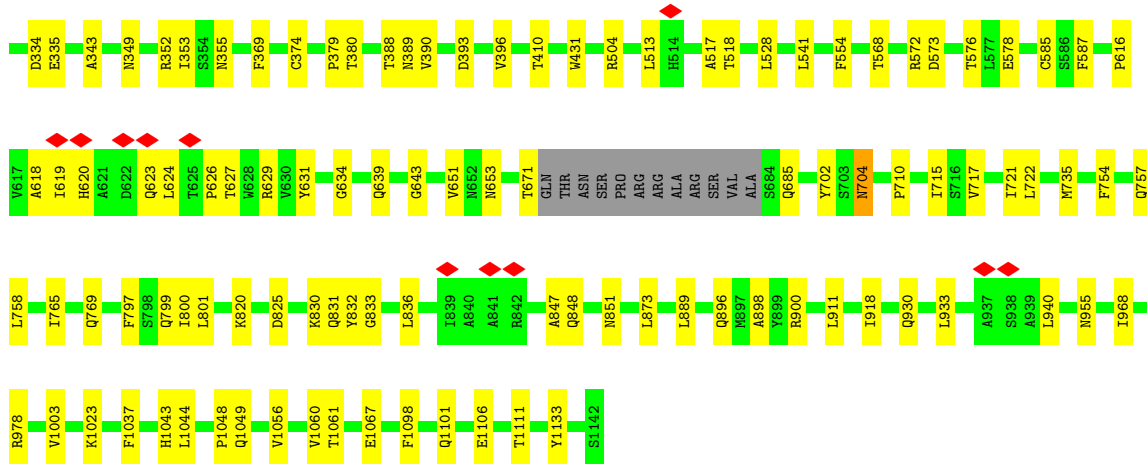 D334 E335 A343 N349 R352 I353 S354 N355 F369 C374 P379 T380 T388 N389 V390 D393 V396 T410 W431 R504 L513 H514 A517 T518 L528 L541 F554 T568 R572 D573 T576 L577 E578 C585 S586 F587 P616
V617 A618 I619 H620 A621 D622 Q623 L624 T625 P626 T627 W628 R629 V630 Y631 G634 Q639 G643 V651 N652 N653 T671 GLN THR ASN SER PRO ARG ARG ALA ARG SER VAL ALA S684 Q685 Y702 S703 N704 P710 I715 S716 V717 I721 L722 M735 F754 Q757
L758 I765 Q769 F797 S798 Q799 I800 L801 K820 D825 K830 Q831 Y832 G833 L836 I839 A840 A841 R842 A847 Q848 N851 L873 L889 Q896 M897 A898 Y899 R900 L911 I918 Q930 L933 A937 S938 A939 L940 N955 I968
R978 V1003 K1023 F1037 H1043 L1044 P1048 Q1049 V1056 V1060 T1061 E1067 F1098 Q1101 E1106 T1111 Y1133 S1142